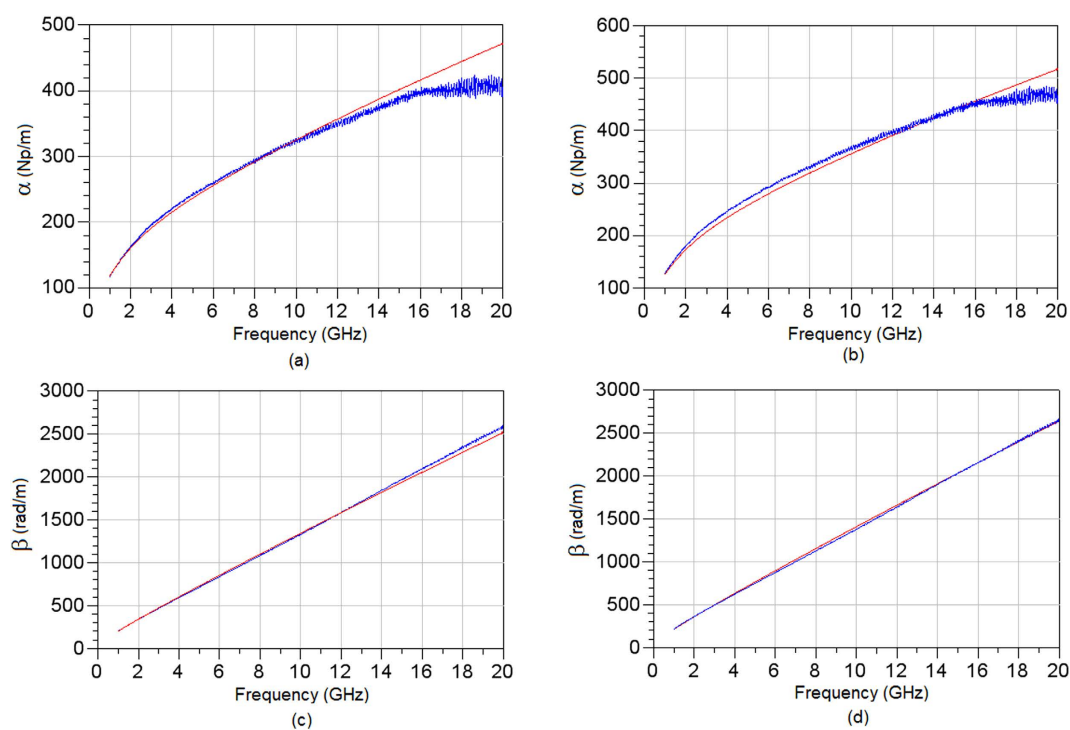 500
400
300
200
100
α (Np/m)
0 2 4 6 8 10 12 14 16 18 20
Frequency (GHz)
(a)
600
500
400
300
200
100
α (Np/m)
0 2 4 6 8 10 12 14 16 18 20
Frequency (GHz)
(b)
3000
2500
2000
1500
1000
500
0
β (rad/m)
0 2 4 6 8 10 12 14 16 18 20
Frequency (GHz)
(c)
3000
2500
2000
1500
1000
500
0
β (rad/m)
0 2 4 6 8 10 12 14 16 18 20
Frequency (GHz)
(d)